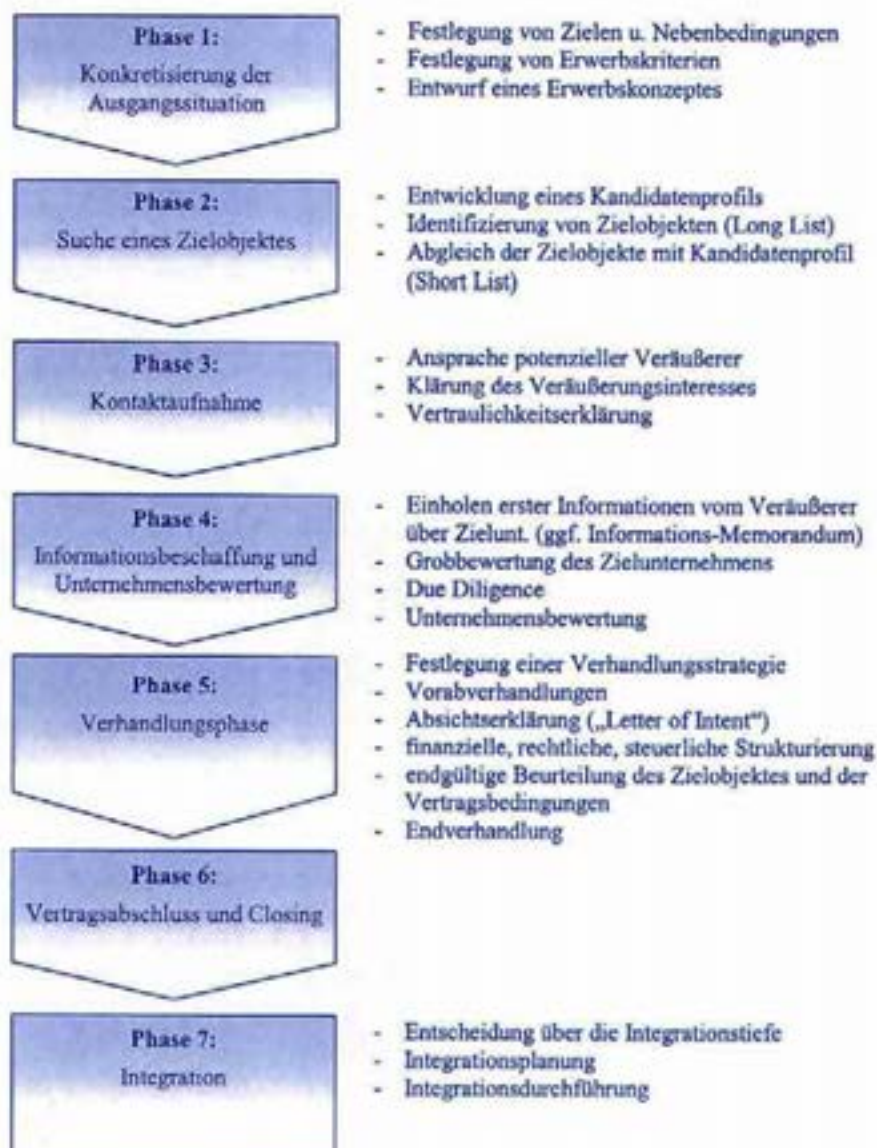 Phase 1:
Konkretisierung der
Ausgangssituation
- Festlegung von Zielen u. Nebenbedingungen
- Festlegung von Erwerbskriterien
- Entwurf eines Erwerbskonzeptes
Phase 2:
Suche eines Zielobjektes
- Entwicklung eines Kandidatenprofils
- Identifizierung von Zielobjekten (Long List)
- Abgleich der Zielobjekte mit Kandidatenprofil
(Short List)
Phase 3:
Kontaktaufnahme
- Ansprache potenzieller Veräußerer
- Klärung des Veräußerungsinteresses
- Vertraulichkeitserklärung
Phase 4:
Informationsbeschaffung und
Unternehmensbewertung
- Einholen erster Informationen vom Veräußerer
über Zielunt. (ggf. Informations-Memorandum)
- Grobbewertung des Zielunternehmens
- Due Diligence
- Unternehmensbewertung
Phase 5:
Verhandlungsphase
- Festlegung einer Verhandlungsstrategie
- Vorabverhandlungen
- Absichtserklärung („Letter of Intent“)
- finanzielle, rechtliche, steuerliche Strukturierung
- endgültige Beurteilung des Zielobjektes und der
Vertragsbedingungen
- Endverhandlung
Phase 6:
Vertragsabschluss und Closing
Phase 7:
Integration
- Entscheidung über die Integrationstiefe
- Integrationsplanung
- Integrationsdurchführung